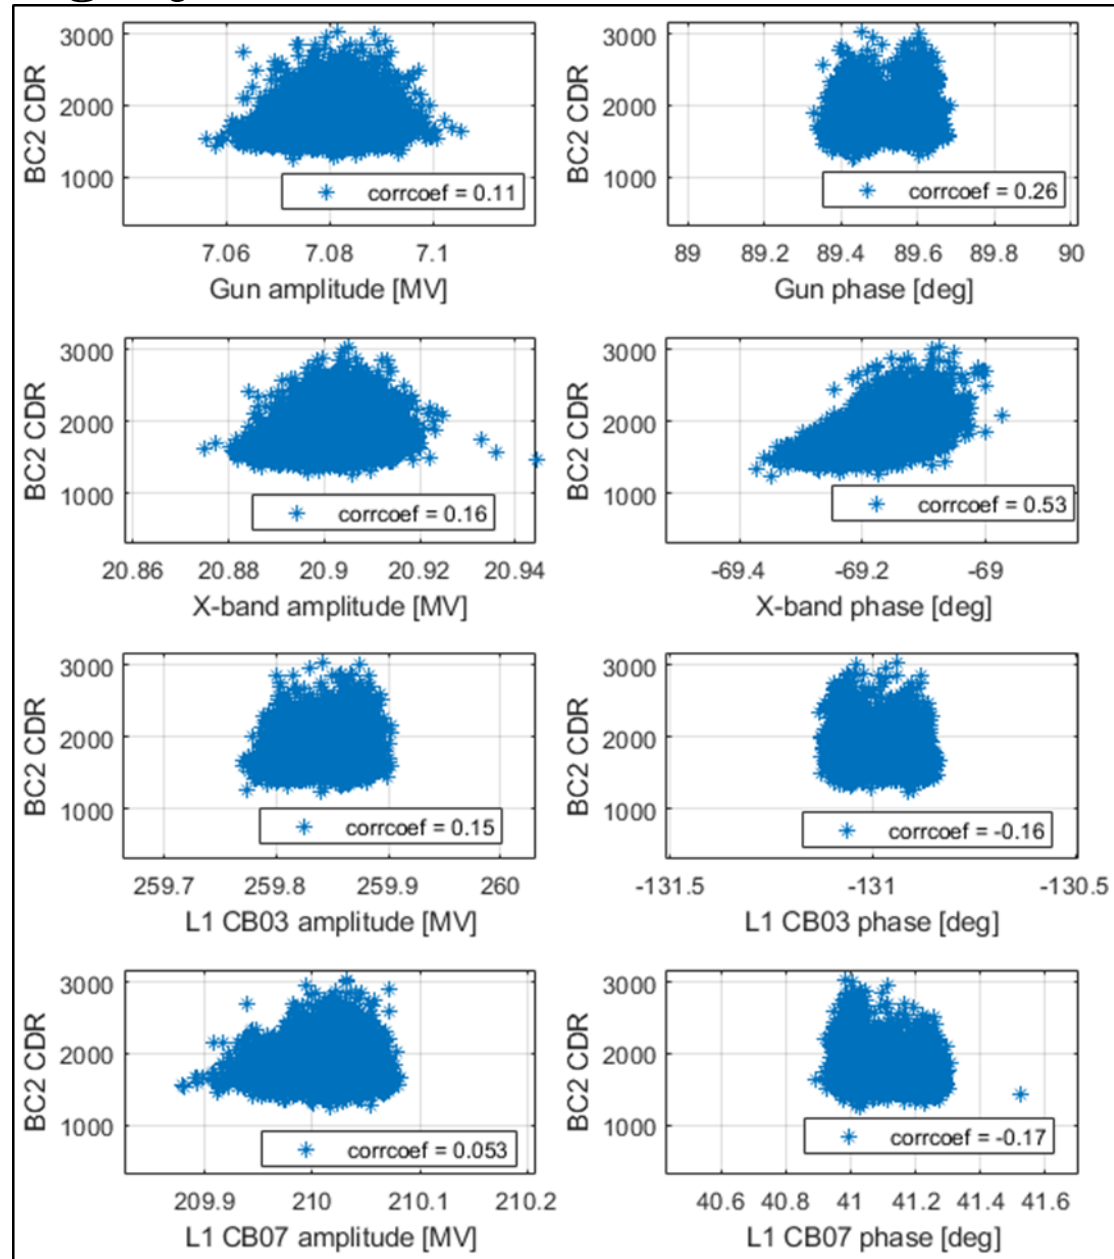 3000
2000
1000
BC2 CDR
corrcoef = 0.11
7.06 7.08 7.1
Gun amplitude [MV]
3000
2000
1000
BC2 CDR
corrcoef = 0.26
89 89.2 89.4 89.6 89.8 90
Gun phase [deg]
3000
2000
1000
BC2 CDR
corrcoef = 0.16
20.86 20.88 20.9 20.92 20.94
X-band amplitude [MV]
3000
2000
1000
BC2 CDR
corrcoef = 0.53
-69.4 -69.2 -69
X-band phase [deg]
3000
2000
1000
BC2 CDR
corrcoef = 0.15
259.7 259.8 259.9 260
L1 CB03 amplitude [MV]
3000
2000
1000
BC2 CDR
corrcoef = -0.16
-131.5 -131 -130.5
L1 CB03 phase [deg]
3000
2000
1000
BC2 CDR
corrcoef = 0.053
209.9 210 210.1 210.2
L1 CB07 amplitude [MV]
3000
2000
1000
BC2 CDR
corrcoef = -0.17
40.6 40.8 41 41.2 41.4 41.6
L1 CB07 phase [deg]